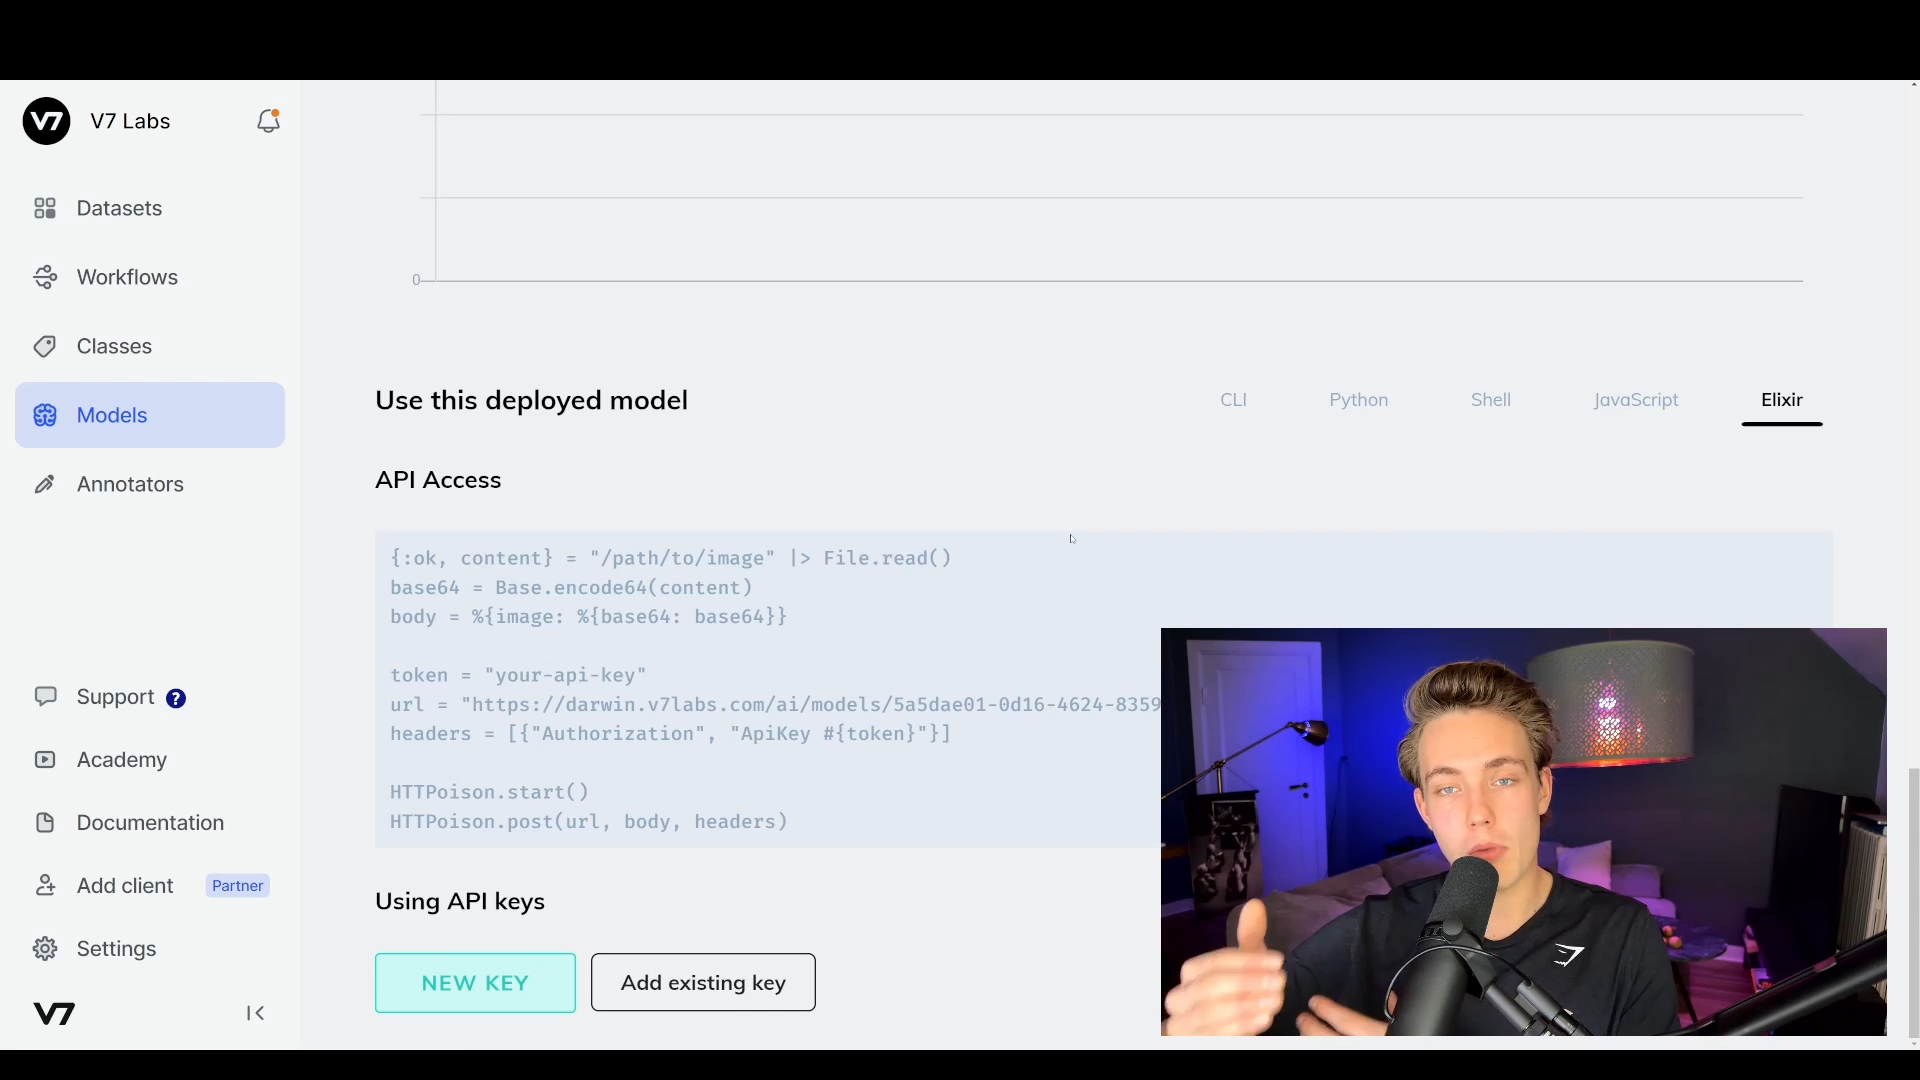 V7 V7 Labs
Datasets
Workflows
Classes
Models
Annotators
Support ?
Academy
Documentation
Add client Partner
Settings
V7
0
Use this deployed model
CLI Python Shell JavaScript Elixir
API Access
{:ok, content} = "/path/to/image" |> File.read()
base64 = Base.encode64(content)
body = %{image: %{base64: base64}}
token = "your-api-key"
url = "https://darwin.v7labs.com/ai/models/5a5dae01-0d16-4624-8359
headers = [{"Authorization", "ApiKey #{token}"}]
HTTPoison.start()
HTTPoison.post(url, body, headers)
Using API keys
NEW KEY Add existing key